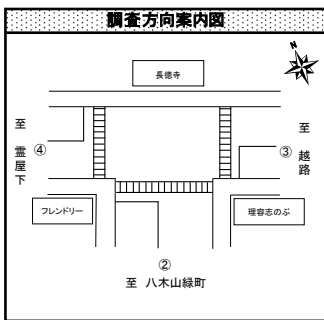 調査方向案内図
N
長徳寺
至 霊屋下
④
至 越路
③
フレンドリー
理容志のぶ
②
至 八木山緑町